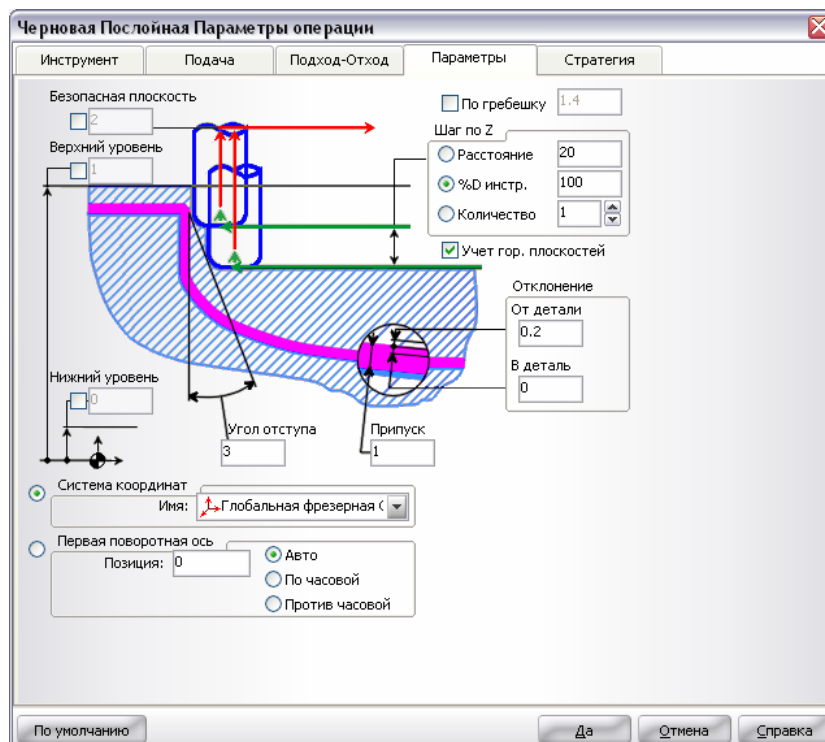 Черновая Послойная Параметры операции
Инструмент
Подача
Подход-Отход
Параметры
Стратегия
Безопасная плоскость
2
Верхний уровень
1
По гребешку
1.4
Шаг по Z
Расстояние
20
%D инстр.
100
Количество
1
Учет гор. плоскостей
Отклонение
От детали
0.2
В деталь
0
Нижний уровень
0
Угол отступа
3
Припуск
1
Система координат
Имя:
Глобальная фрезерная
Первая поворотная ось
Позиция:
0
Авто
По часовой
Против часовой
По умолчанию
Да
Отмена
Справка